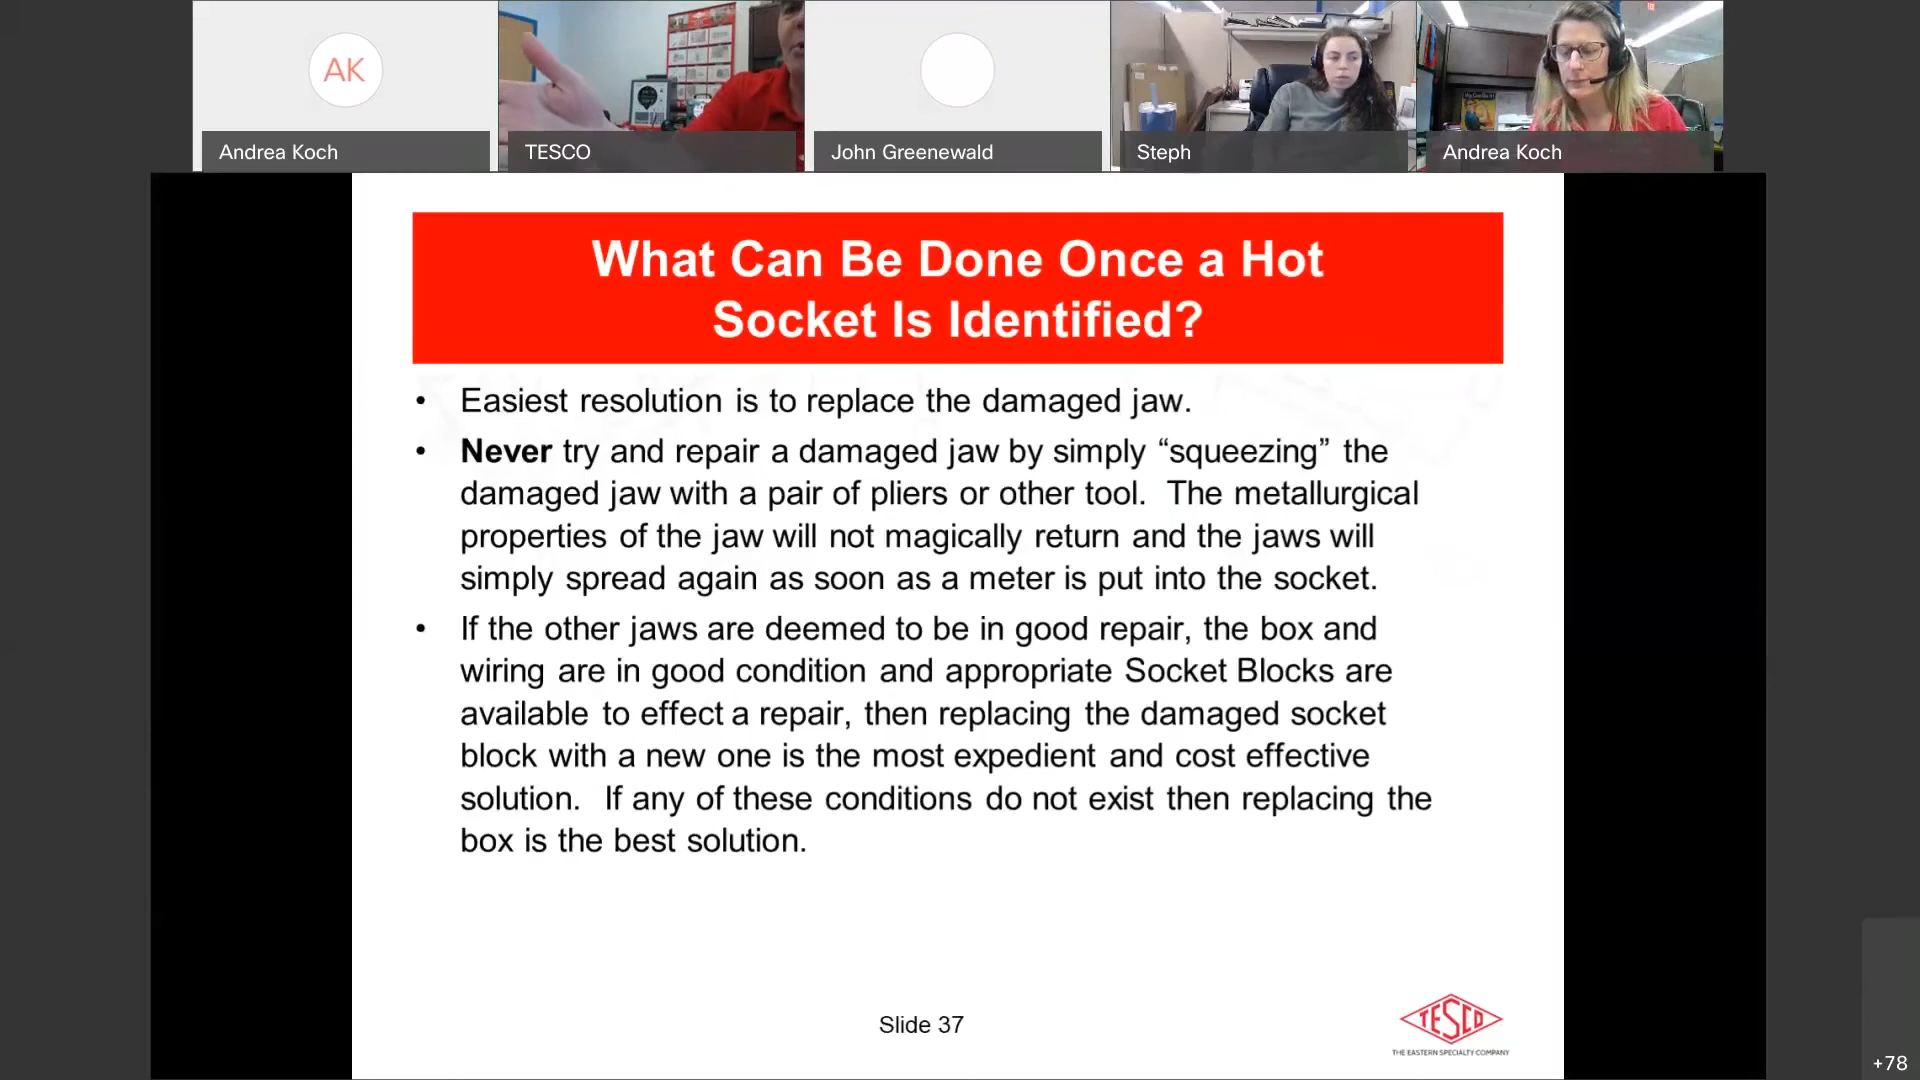 AK
Andrea Koch
TESCO
John Greenewald
Steph
Andrea Koch
What Can Be Done Once a Hot
Socket Is Identified?
• Easiest resolution is to replace the damaged jaw.
• Never try and repair a damaged jaw by simply “squeezing” the
damaged jaw with a pair of pliers or other tool.  The metallurgical
properties of the jaw will not magically return and the jaws will
simply spread again as soon as a meter is put into the socket.
• If the other jaws are deemed to be in good repair, the box and
wiring are in good condition and appropriate Socket Blocks are
available to effect a repair, then replacing the damaged socket
block with a new one is the most expedient and cost effective
solution.  If any of these conditions do not exist then replacing the
box is the best solution.
Slide 37
TESCO
THE EASTERN SPECIALTY COMPANY
+78